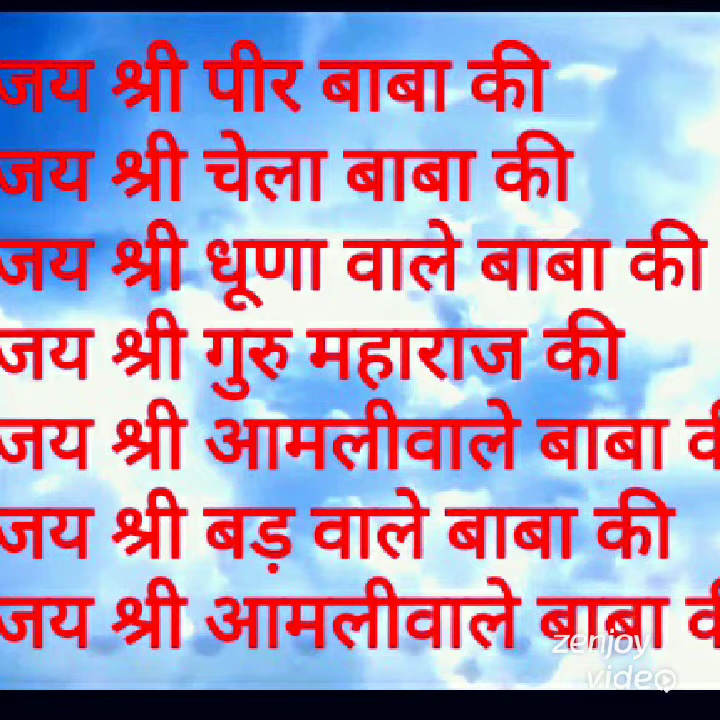 जय श्री पीर बाबा की
जय श्री चेला बाबा की
जय श्री धूणा वाले बाबा की
जय श्री गुरु महाराज की
जय श्री आमलीवाले बाबा की
जय श्री बड़ वाले बाबा की
जय श्री आमलीवाले बाबा की
zenjoy
video